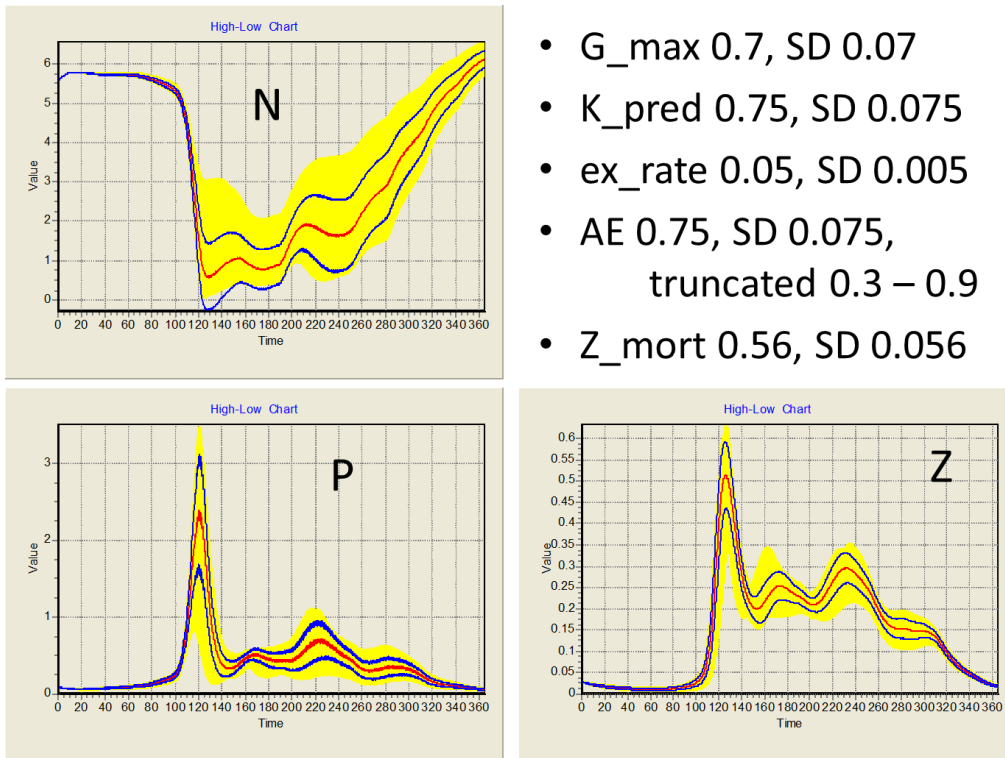 High-Low Chart
6
5
4
3
2
1
0
Value
N
0 20 40 60 80 100 120 140 160 180 200 220 240 260 280 300 320 340 360
Time
• G_max 0.7, SD 0.07
• K_pred 0.75, SD 0.075
• ex_rate 0.05, SD 0.005
• AE 0.75, SD 0.075,
truncated 0.3 – 0.9
• Z_mort 0.56, SD 0.056
High-Low Chart
3
2
1
0
Value
P
0 20 40 60 80 100 120 140 160 180 200 220 240 260 280 300 320 340 360
Time
High-Low Chart
0.6
0.55
0.5
0.45
0.4
0.35
0.3
0.25
0.2
0.15
0.1
0.05
0
Value
Z
0 20 40 60 80 100 120 140 160 180 200 220 240 260 280 300 320 340 360
Time